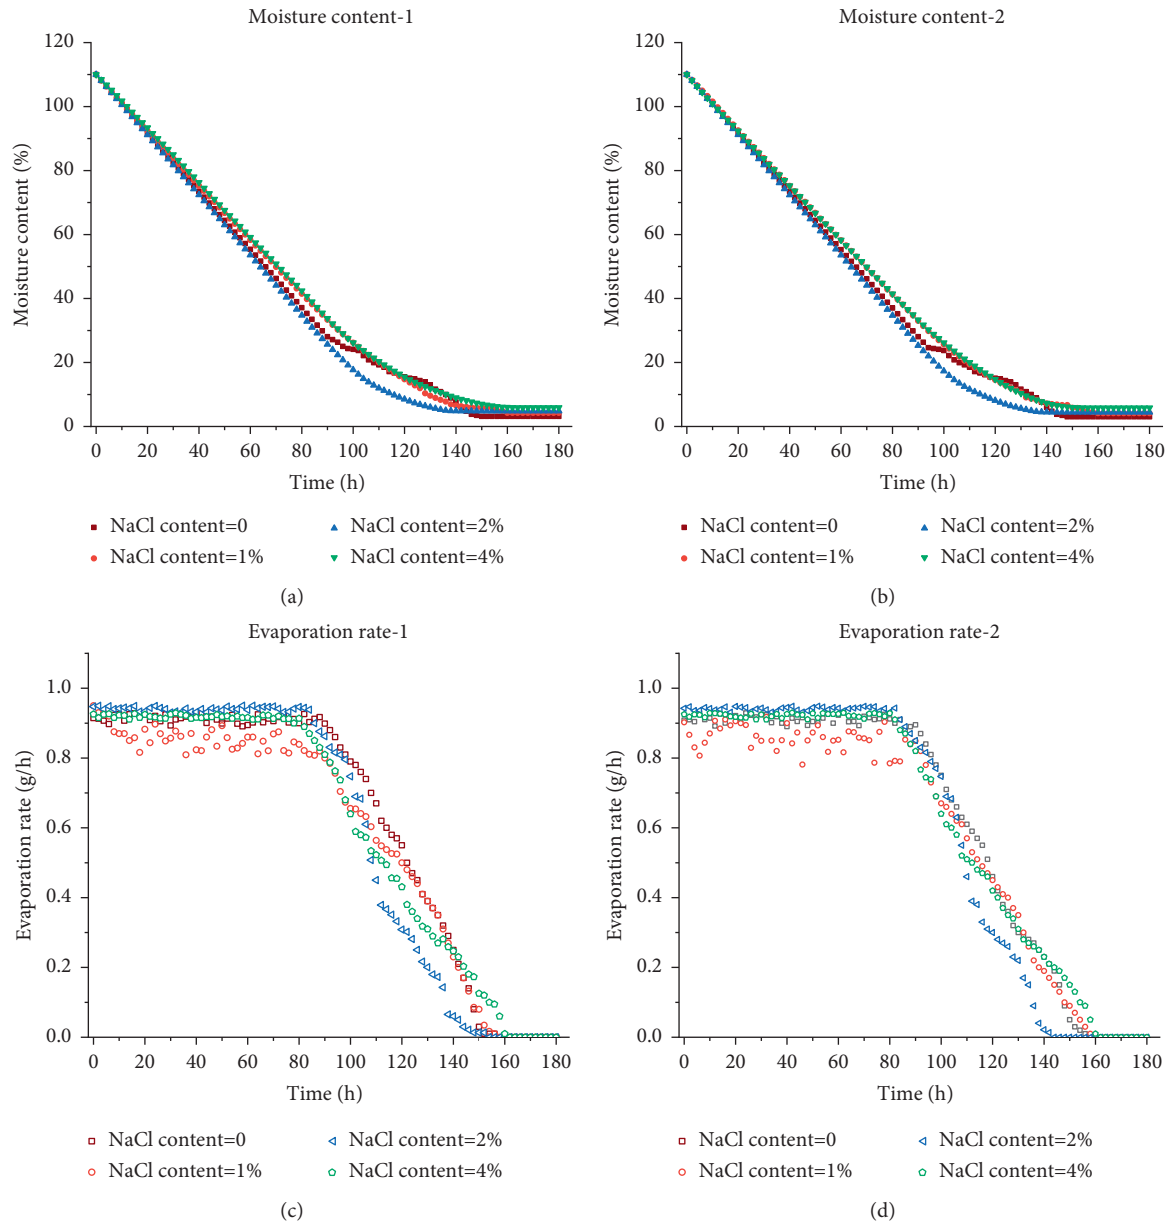 Moisture content-1
120
100
80
60
40
20
0
Moisture content (%)
0 20 40 60 80 100 120 140 160 180
Time (h)
NaCl content=0
NaCl content=2%
NaCl content=1%
NaCl content=4%
(a)
Moisture content-2
120
100
80
60
40
20
0
Moisture content (%)
0 20 40 60 80 100 120 140 160 180
Time (h)
NaCl content=0
NaCl content=2%
NaCl content=1%
NaCl content=4%
(b)
Evaporation rate-1
1.0
0.8
0.6
0.4
0.2
0.0
Evaporation rate (g/h)
0 20 40 60 80 100 120 140 160 180
Time (h)
NaCl content=0
NaCl content=2%
NaCl content=1%
NaCl content=4%
(c)
Evaporation rate-2
1.0
0.8
0.6
0.4
0.2
0.0
Evaporation rate (g/h)
0 20 40 60 80 100 120 140 160 180
Time (h)
NaCl content=0
NaCl content=2%
NaCl content=1%
NaCl content=4%
(d)